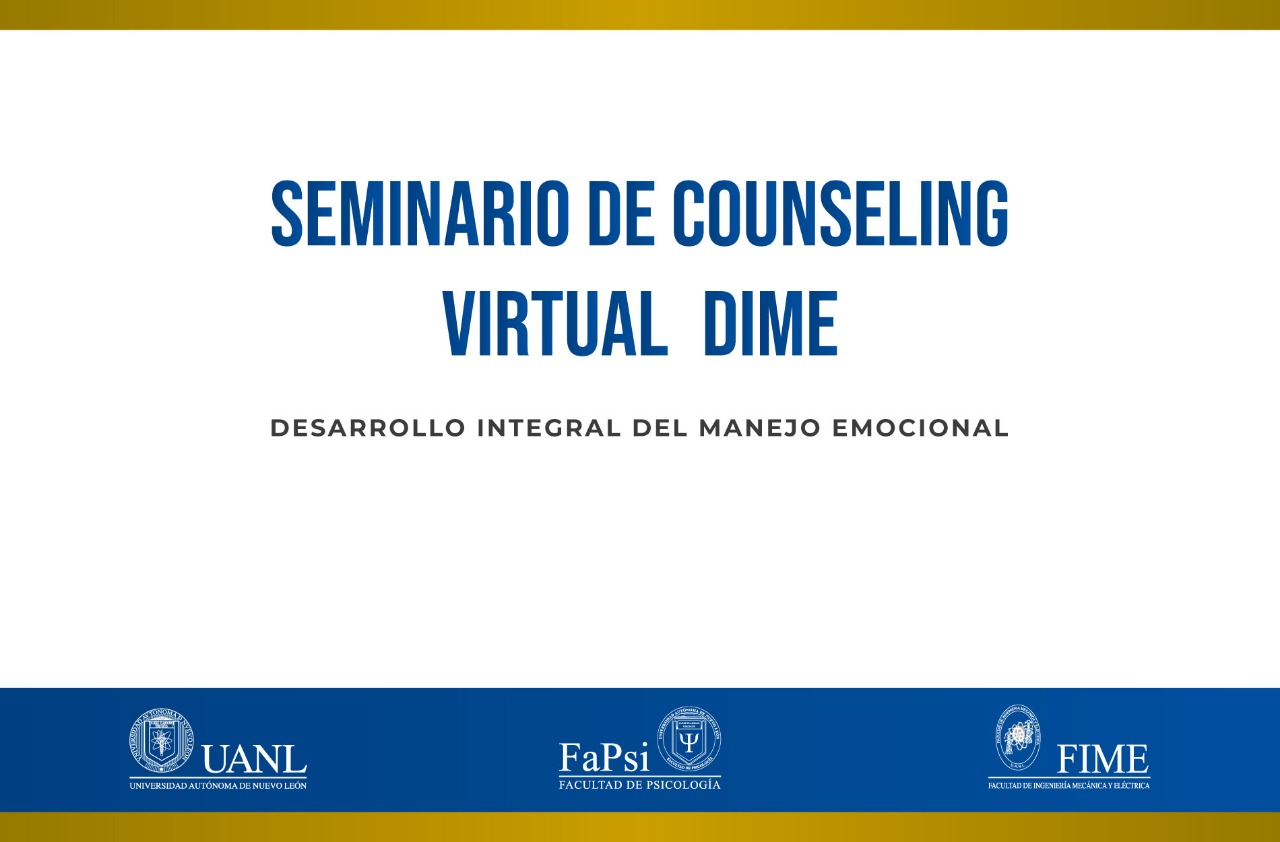 SEMINARIO DE COUNSELING
VIRTUAL DIME
DESARROLLO INTEGRAL DEL MANEJO EMOCIONAL
UANL
UNIVERSIDAD AUTÓNOMA DE NUEVO LEÓN
FaPsi
FACULTAD DE PSICOLOGÍA
FIME
FACULTAD DE INGENIERÍA MECÁNICA Y ELÉCTRICA